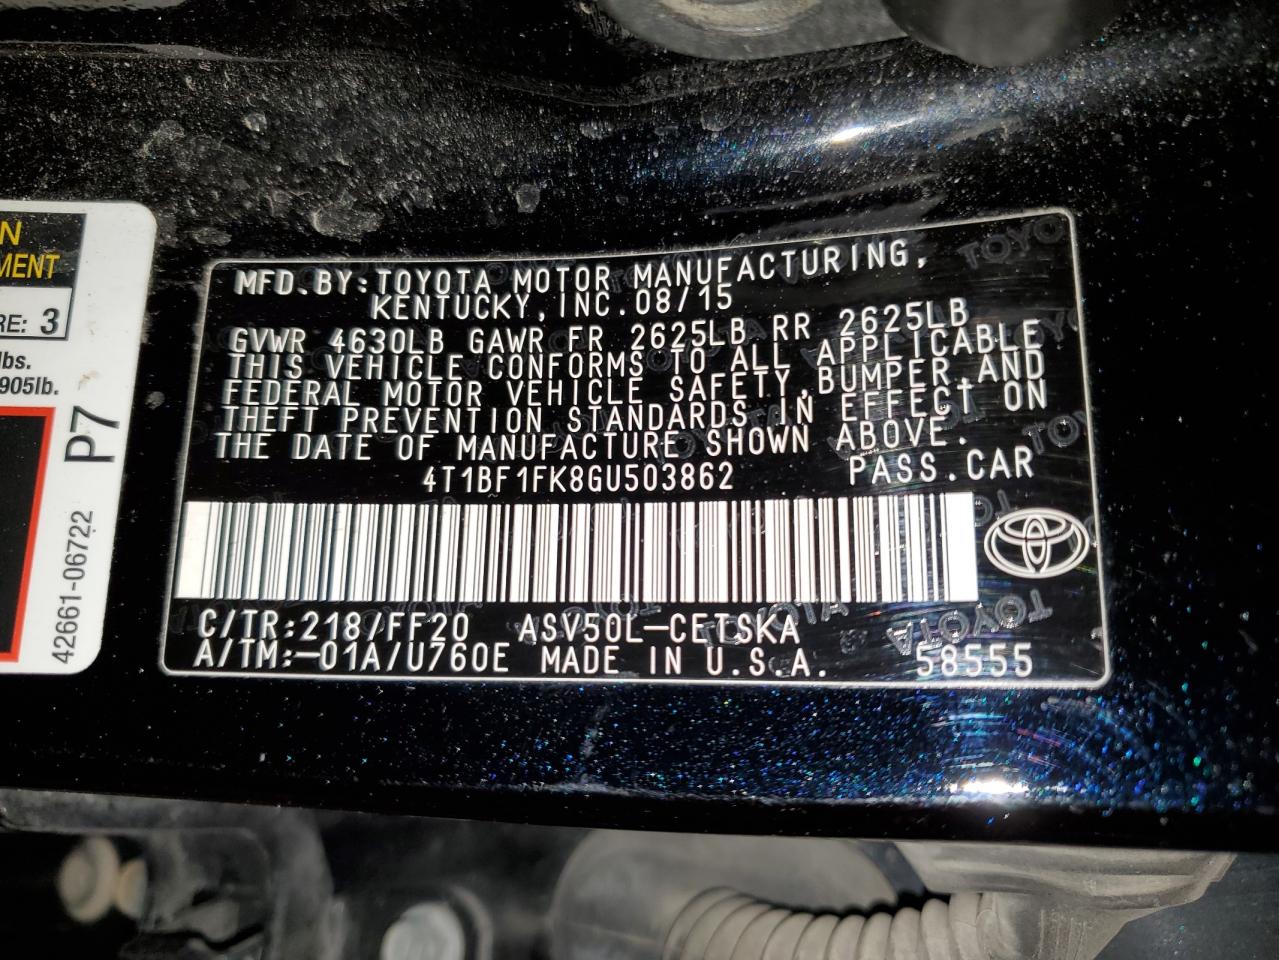 N
MENT
RE: 3
lbs.
905lb.
P7
42661-06722
MFD.BY:TOYOTA MOTOR MANUFACTURING,
KENTUCKY,INC.08/15
GVWR 4630LB GAWR FR 2625LB RR 2625LB
THIS VEHICLE CONFORMS TO ALL APPLICABLE
FEDERAL MOTOR VEHICLE SAFETY,BUMPER,AND
THEFT PREVENTION STANDARDS IN EFFECT ON
THE DATE OF MANUFACTURE SHOWN ABOVE.
4T1BF1FK8GU503862 PASS.CAR
C/TR:218/FF20 ASV50L-CETSKA
A/TM:-01A/U760E MADE IN U.S.A. 58555